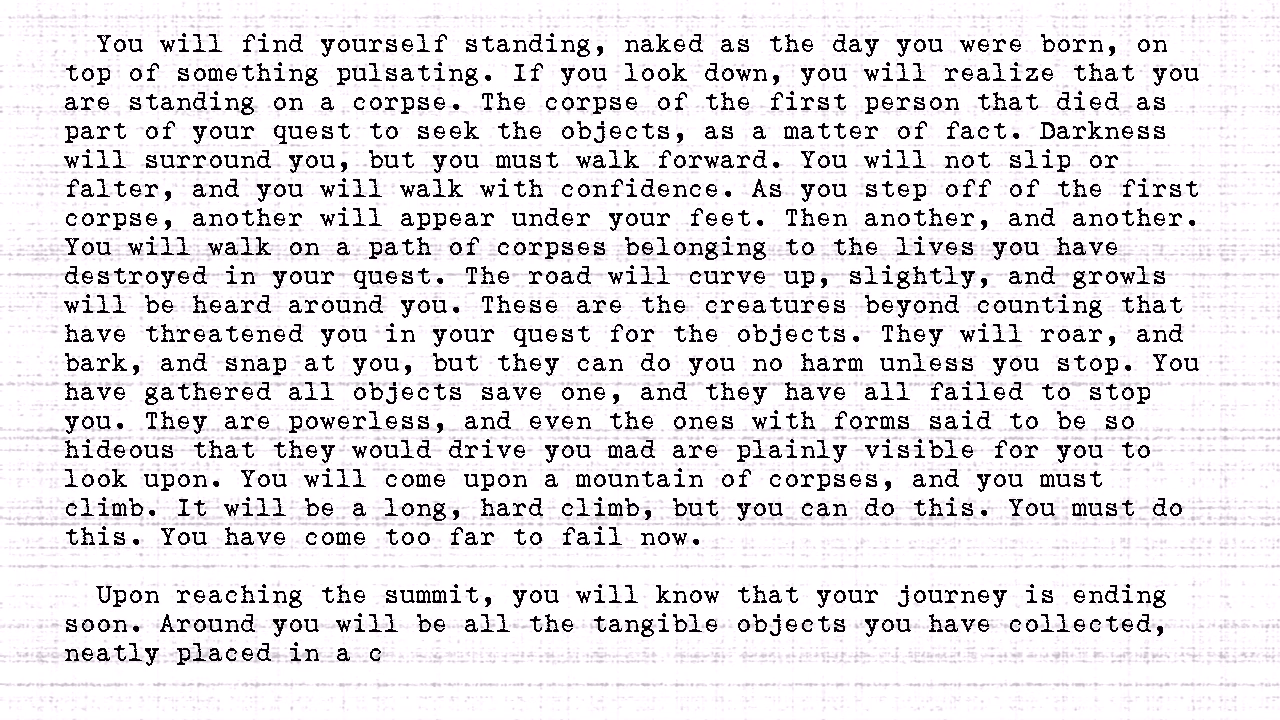 You will find yourself standing, naked as the day you were born, on
top of something pulsating. If you look down, you will realize that you
are standing on a corpse. The corpse of the first person that died as
part of your quest to seek the objects, as a matter of fact. Darkness
will surround you, but you must walk forward. You will not slip or
falter, and you will walk with confidence. As you step off of the first
corpse, another will appear under your feet. Then another, and another.
You will walk on a path of corpses belonging to the lives you have
destroyed in your quest. The road will curve up, slightly, and growls
will be heard around you. These are the creatures beyond counting that
have threatened you in your quest for the objects. They will roar, and
bark, and snap at you, but they can do you no harm unless you stop. You
have gathered all objects save one, and they have all failed to stop
you. They are powerless, and even the ones with forms said to be so
hideous that they would drive you mad are plainly visible for you to
look upon. You will come upon a mountain of corpses, and you must
climb. It will be a long, hard climb, but you can do this. You must do
this. You have come too far to fail now.
Upon reaching the summit, you will know that your journey is ending
soon. Around you will be all the tangible objects you have collected,
neatly placed in a c